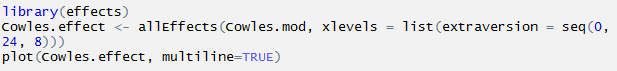 library(effects)
Cowles.effect <- allEffects(Cowles.mod, xlevels = list(extraversion = seq(0,
24, 8)))
plot(Cowles.effect, multiline=TRUE)